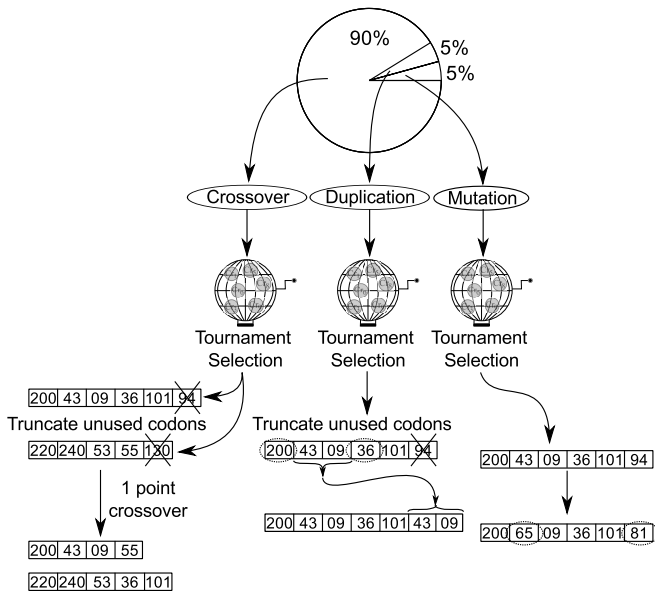 90%
5%
5%
Crossover
Duplication
Mutation
Tournament
Selection
Tournament
Selection
Tournament
Selection
200 43 09 36 101 94
Truncate unused codons
220 240 53 55 130
1 point
crossover
200 43 09 55
220 240 53 36 101
Truncate unused codons
200 43 09 36 101 94
200 43 09 36 101 43 09
200 43 09 36 101 94
200 65 09 36 101 81